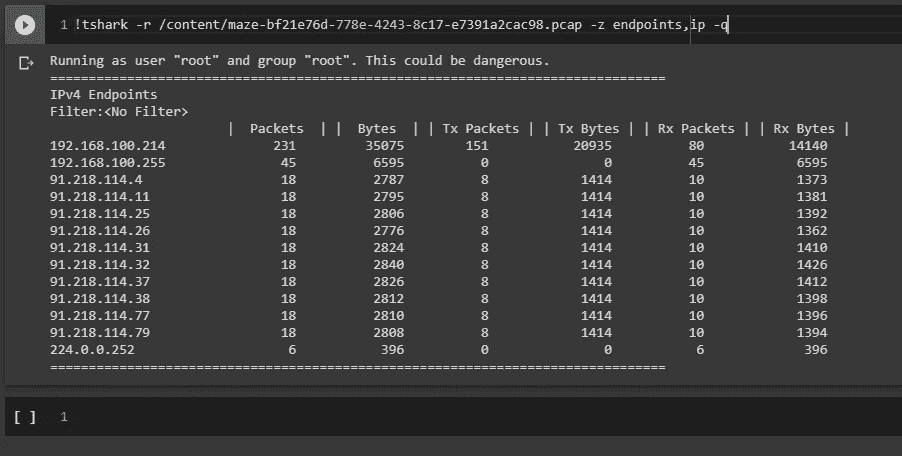 1 !tshark -r /content/maze-bf21e76d-778e-4243-8c17-e7391a2cac98.pcap -z endpoints,ip -q
Running as user "root" and group "root". This could be dangerous.
================================================================================
IPv4 Endpoints
Filter:<No Filter>
| Packets | | Bytes | | Tx Packets | | Tx Bytes | | Rx Packets | | Rx Bytes |
192.168.100.214 231 35075 151 20935 80 14140
192.168.100.255 45 6595 0 0 45 6595
91.218.114.4 18 2787 8 1414 10 1373
91.218.114.11 18 2795 8 1414 10 1381
91.218.114.25 18 2806 8 1414 10 1392
91.218.114.26 18 2776 8 1414 10 1362
91.218.114.31 18 2824 8 1414 10 1410
91.218.114.32 18 2840 8 1414 10 1426
91.218.114.37 18 2826 8 1414 10 1412
91.218.114.38 18 2812 8 1414 10 1398
91.218.114.77 18 2810 8 1414 10 1396
91.218.114.79 18 2808 8 1414 10 1394
224.0.0.252 6 396 0 0 6 396
================================================================================
[ ] 1